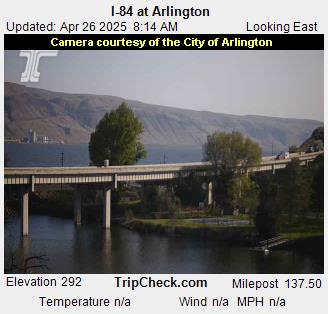 I-84 at Arlington
Updated: Apr 26 2025 8:14 AM Looking East
Camera courtesy of the City of Arlington
Elevation 292 TripCheck.com Milepost 137.50
Temperature n/a Wind n/a MPH n/a